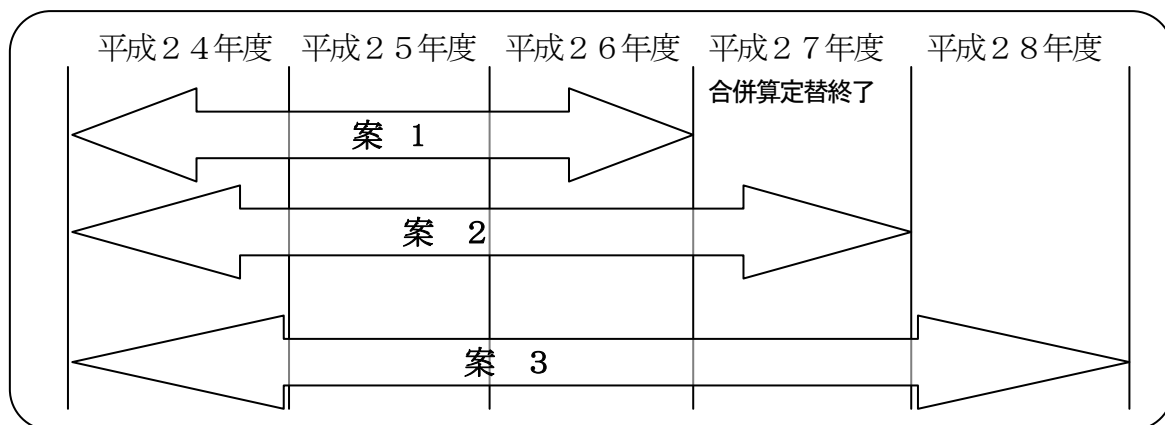 平成２４年度 平成２５年度 平成２６年度 平成２７年度 平成２８年度
合併算定替終了
案　１
案　２
案　３